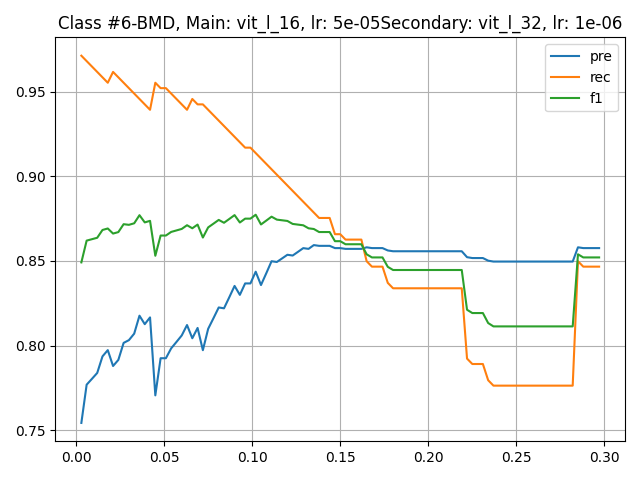 Class #6-BMD, Main: vit_l_16, lr: 5e-05Secondary: vit_l_32, lr: 1e-06
pre
rec
f1
0.95
0.90
0.85
0.80
0.75
0.00 0.05 0.10 0.15 0.20 0.25 0.30